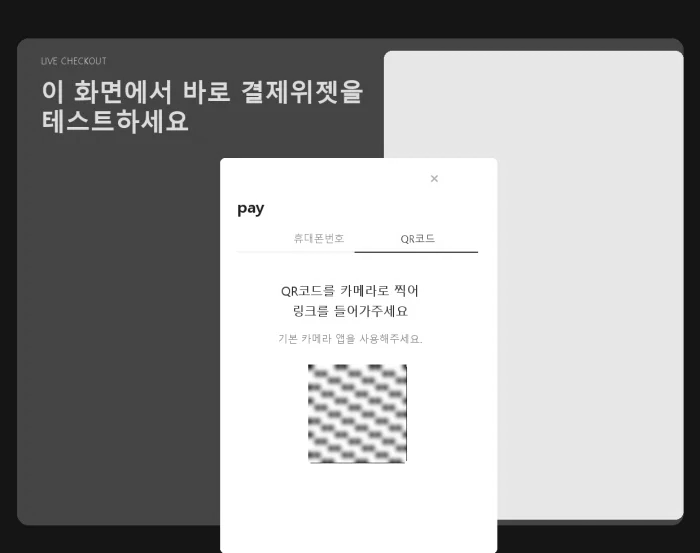 LIVE CHECKOUT
이 화면에서 바로 결제위젯을
테스트하세요
pay
휴대폰번호
QR코드
QR코드를 카메라로 찍어
링크를 들어가주세요
기본 카메라 앱을 사용해주세요.